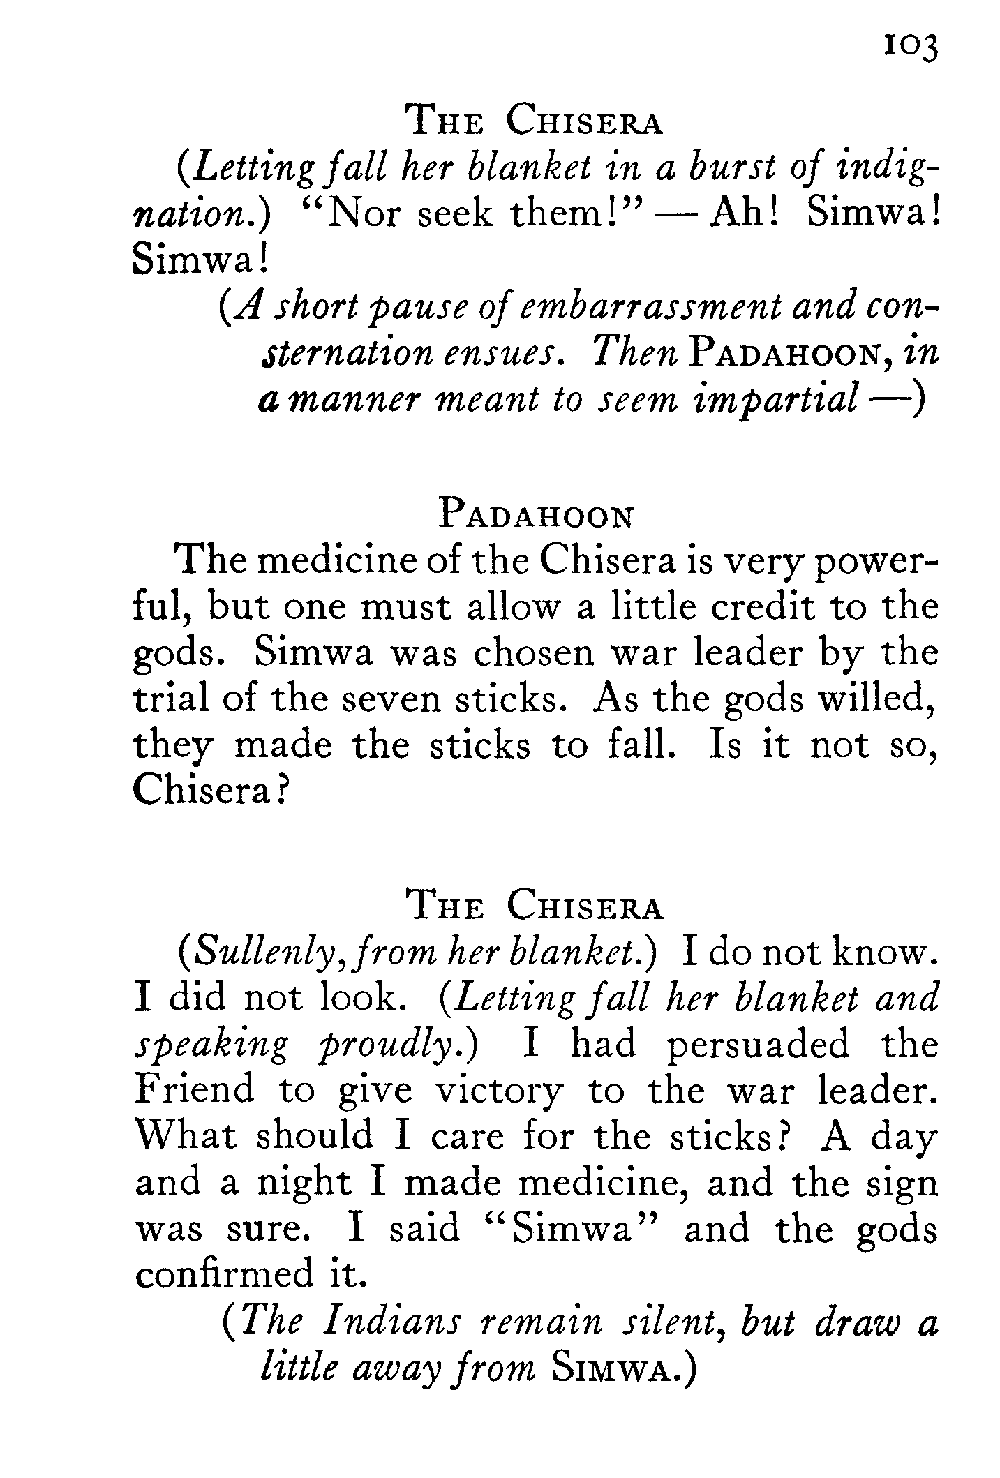 103
The Chisera
(Letting fall her blanket in a burst of indig-
nation.) "Nor seek them!" — Ah! Simwa!
Simwa!
(A short pause of embarrassment and con-
sternation ensues. Then Padahoon, in
a manner meant to seem impartial —)
Padahoon
The medicine of the Chisera is very power-
ful, but one must allow a little credit to the
gods. Simwa was chosen war leader by the
trial of the seven sticks. As the gods willed,
they made the sticks to fall. Is it not so,
Chisera?
The Chisera
(Sullenly, from her blanket.) I do not know.
I did not look. (Letting fall her blanket and
speaking proudly.) I had persuaded the
Friend to give victory to the war leader.
What should I care for the sticks? A day
and a night I made medicine, and the sign
was sure. I said "Simwa" and the gods
confirmed it.
(The Indians remain silent, but draw a
little away from Simwa.)